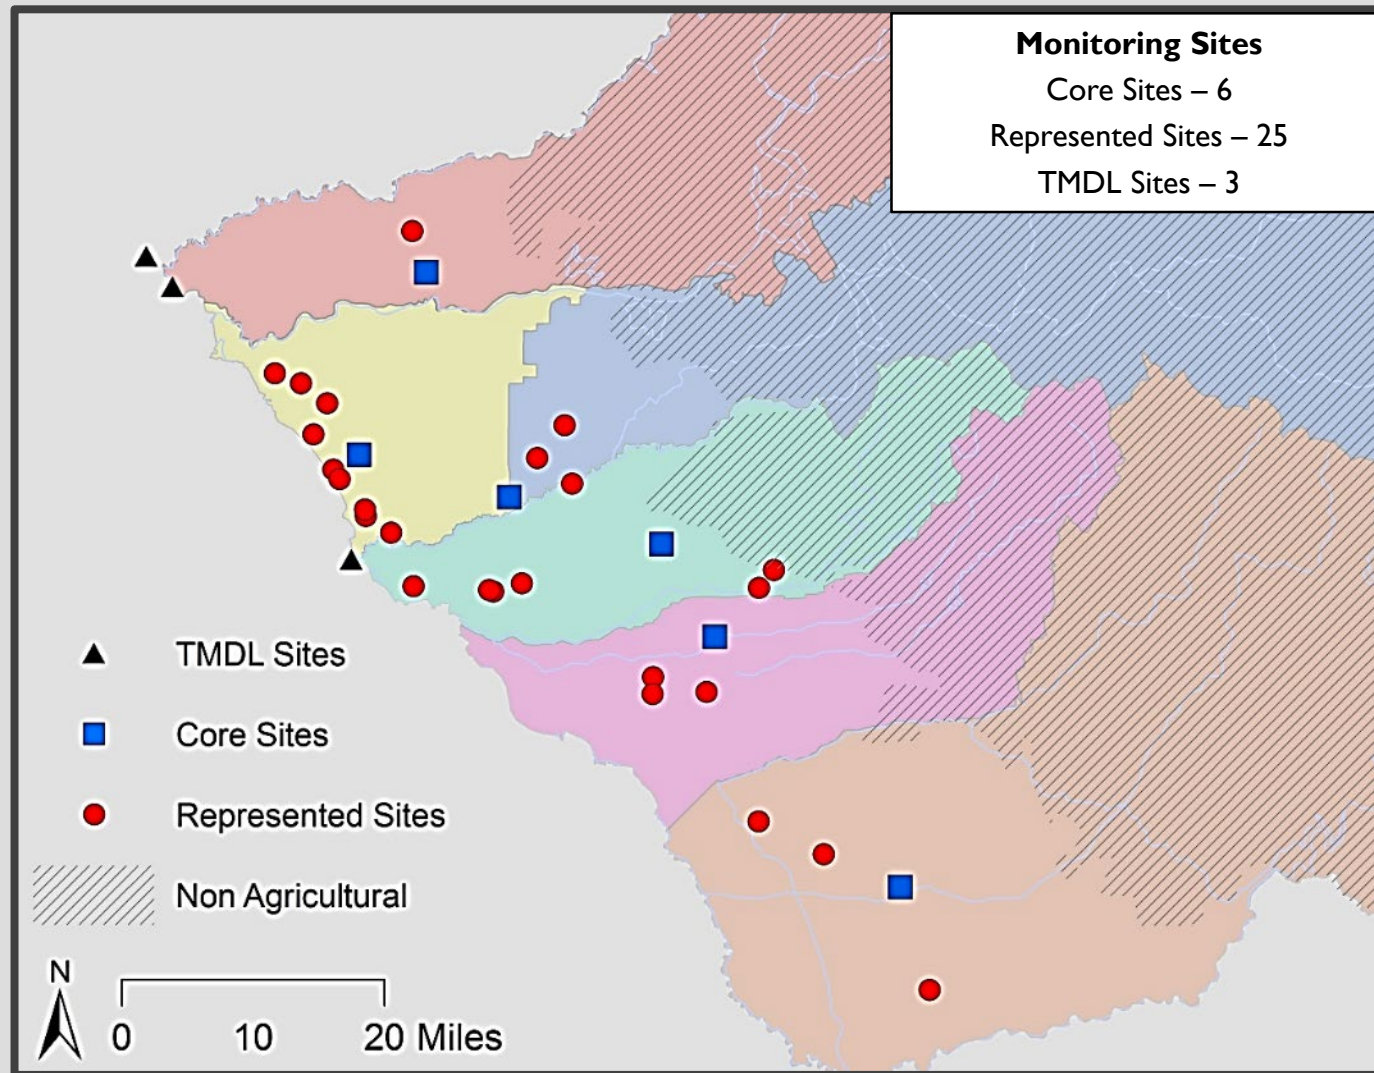 Monitoring Sites
Core Sites – 6
Represented Sites – 25
TMDL Sites – 3
TMDL Sites
Core Sites
Represented Sites
Non Agricultural
N
0 10 20 Miles